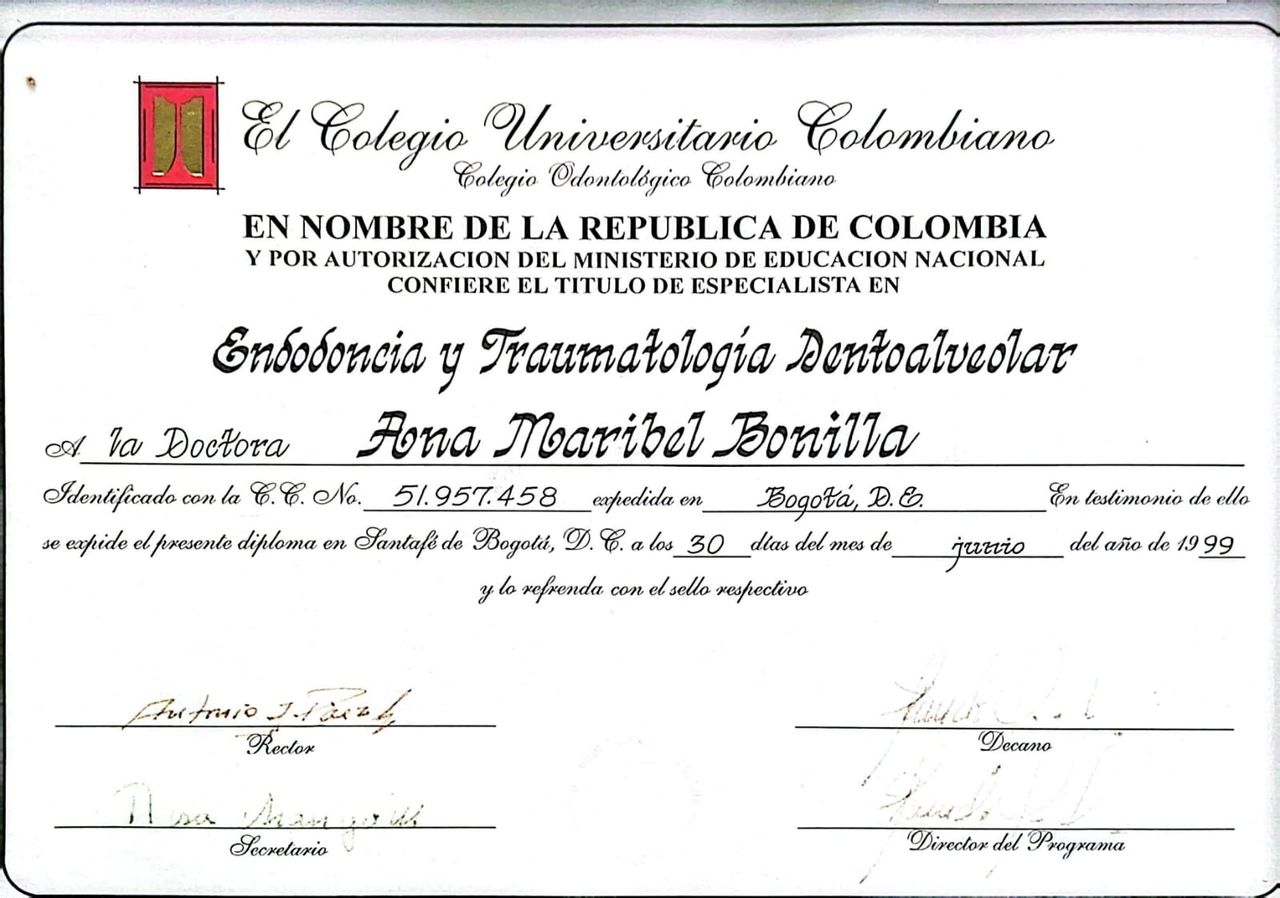 El Colegio Universitario Colombiano
Colegio Odontológico Colombiano
EN NOMBRE DE LA REPUBLICA DE COLOMBIA
Y POR AUTORIZACION DEL MINISTERIO DE EDUCACION NACIONAL
CONFIERE EL TITULO DE ESPECIALISTA EN
Endodoncia y Traumatología Dentoalveolar
A la Doctora Ana Maribel Bonilla
Identificado con la C.C. No. 51.957.458 expedida en Bogotá, D.E. En testimonio de ello
se expide el presente diploma en Santafé de Bogotá, D.C. a los 30 días del mes de junio del año de 1999
y lo refrenda con el sello respectivo
Antonio J.
Rector
Decano
Secretario
Director del Programa